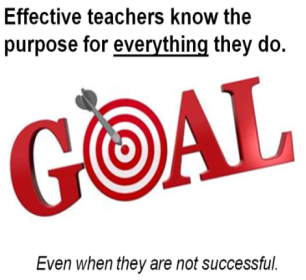 Effective teachers know the
purpose for everything they do.
GOAL
Even when they are not successful.